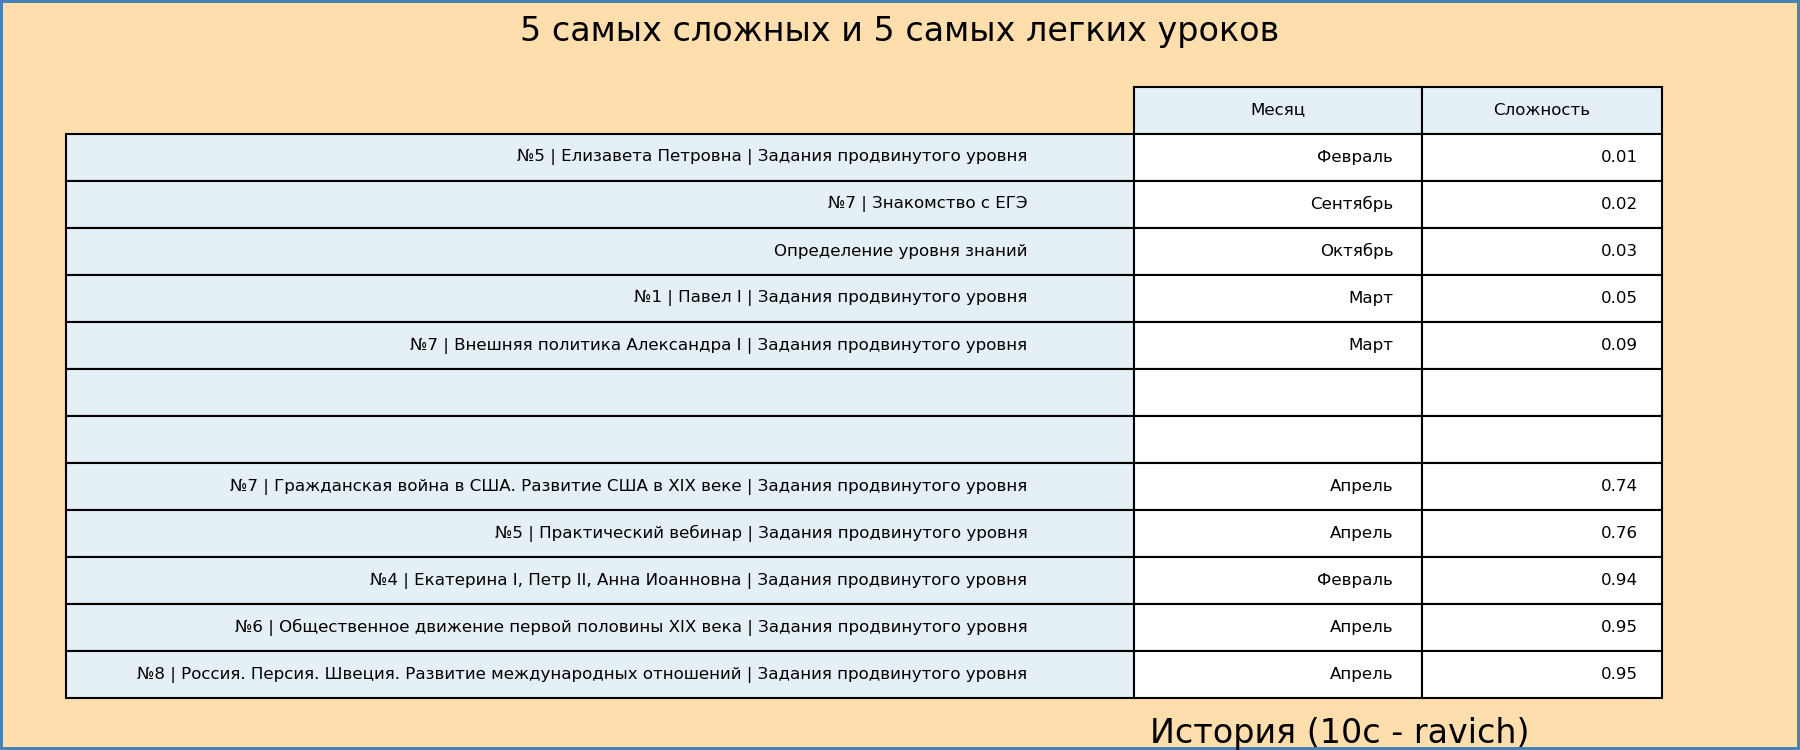 5 самых сложных и 5 самых легких уроков
Месяц Сложность
№5 | Елизавета Петровна | Задания продвинутого уровня Февраль 0.01
№7 | Знакомство с ЕГЭ Сентябрь 0.02
Определение уровня знаний Октябрь 0.03
№1 | Павел I | Задания продвинутого уровня Март 0.05
№7 | Внешняя политика Александра I | Задания продвинутого уровня Март 0.09
№7 | Гражданская война в США. Развитие США в XIX веке | Задания продвинутого уровня Апрель 0.74
№5 | Практический вебинар | Задания продвинутого уровня Апрель 0.76
№4 | Екатерина I, Петр II, Анна Иоанновна | Задания продвинутого уровня Февраль 0.94
№6 | Общественное движение первой половины XIX века | Задания продвинутого уровня Апрель 0.95
№8 | Россия. Персия. Швеция. Развитие международных отношений | Задания продвинутого уровня Апрель 0.95
История (10с - ravich)